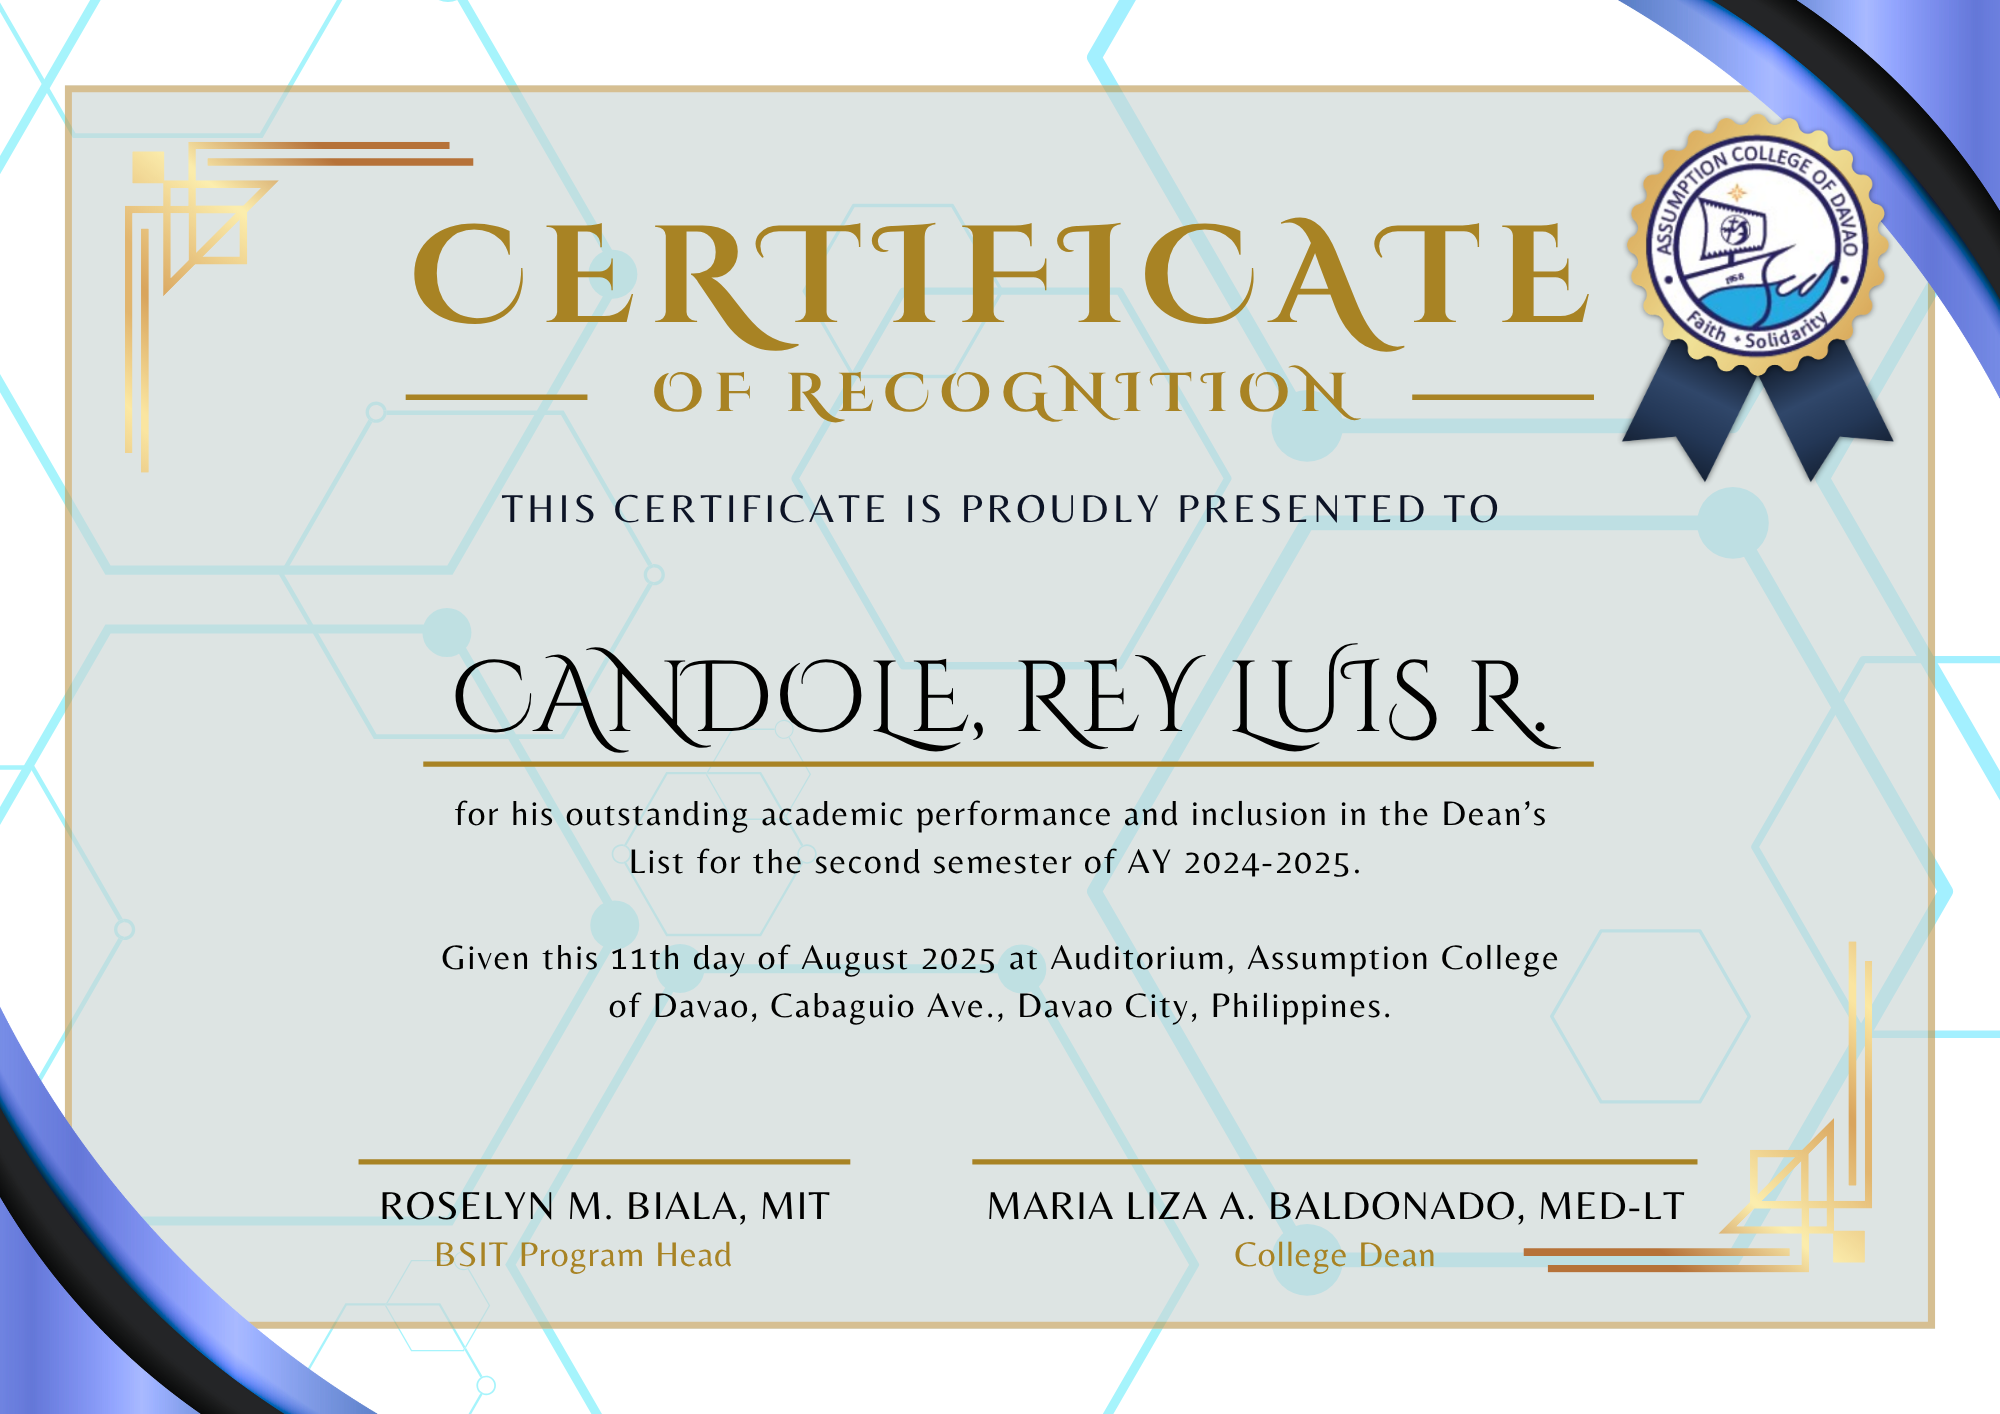 ASSUMPTION COLLEGE OF DAVAO
1958
Faith + Solidarity
CERTIFICATE
OF RECOGNITION
THIS CERTIFICATE IS PROUDLY PRESENTED TO
CANDOLE, REY LUIS R.
for his outstanding academic performance and inclusion in the Dean’s
List for the second semester of AY 2024-2025.
Given this 11th day of August 2025 at Auditorium, Assumption College
of Davao, Cabaguio Ave., Davao City, Philippines.
ROSELYN M. BIALA, MIT
BSIT Program Head
MARIA LIZA A. BALDONADO, MED-LT
College Dean